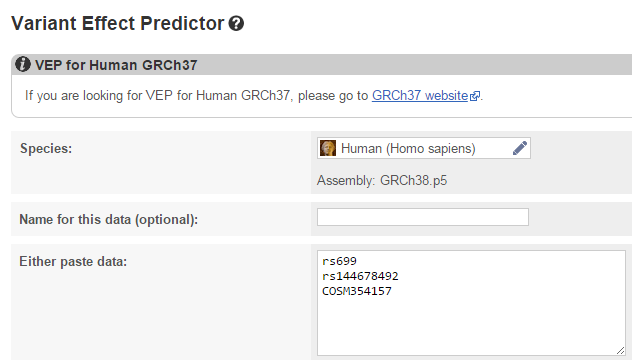 Variant Effect Predictor ?
i VEP for Human GRCh37
If you are looking for VEP for Human GRCh37, please go to GRCh37 website.
Species:
Human (Homo sapiens)
Assembly: GRCh38.p5
Name for this data (optional):
Either paste data:
rs699
rs144678492
COSM354157